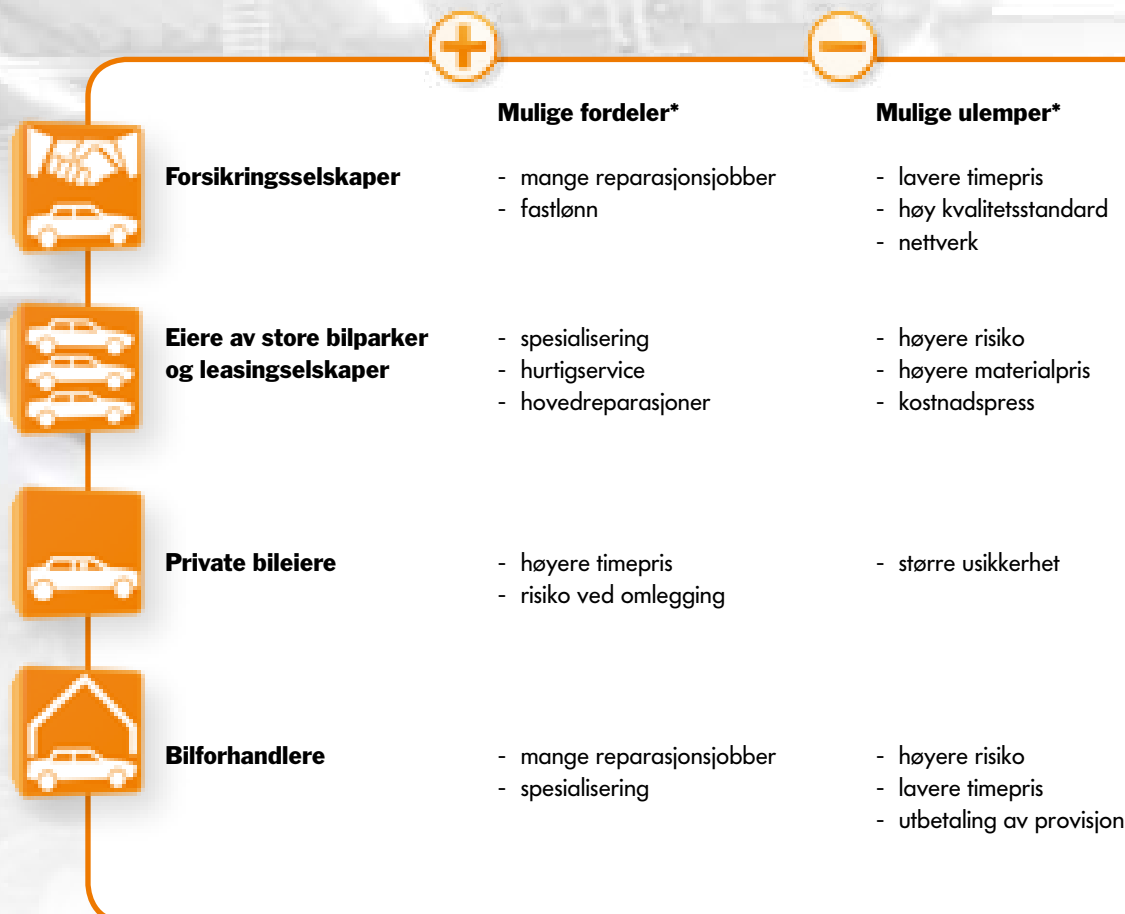 Mulige fordeler*
Mulige ulemper*
Forsikringsselskaper
- mange reparasjonsjobber
- fastlønn
- lavere timepris
- høy kvalitetsstandard
- nettverk
Eiere av store bilparker
og leasingselskaper
- spesialisering
- hurtigservice
- hovedreparasjoner
- høyere risiko
- høyere materialpris
- kostnadspress
Private bileiere
- høyere timepris
- risiko ved omlegging
- større usikkerhet
Bilforhandlere
- mange reparasjonsjobber
- spesialisering
- høyere risiko
- lavere timepris
- utbetaling av provisjon